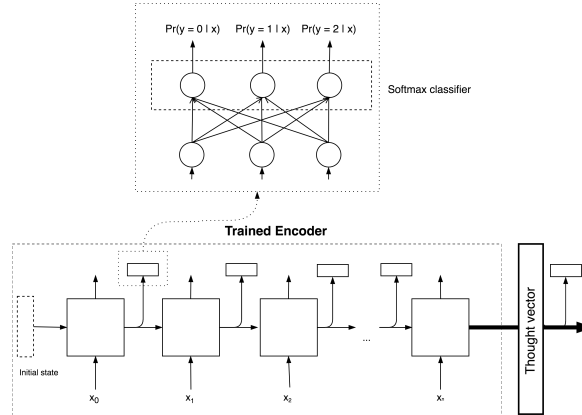 Pr(y = 0 | x) Pr(y = 1 | x) Pr(y = 2 | x)
Softmax classifier
Trained Encoder
Thought vector
...
Initial state
x0 x1 x2 xn